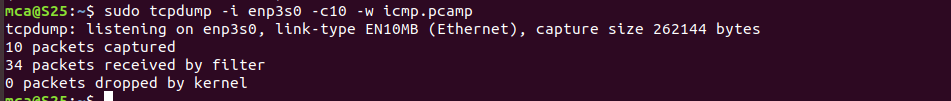 mca@S25:~$ sudo tcpdump -i enp3s0 -c10 -w icmp.pcamp
tcpdump: listening on enp3s0, link-type EN10MB (Ethernet), capture size 262144 bytes
10 packets captured
34 packets received by filter
0 packets dropped by kernel
mca@S25:~$